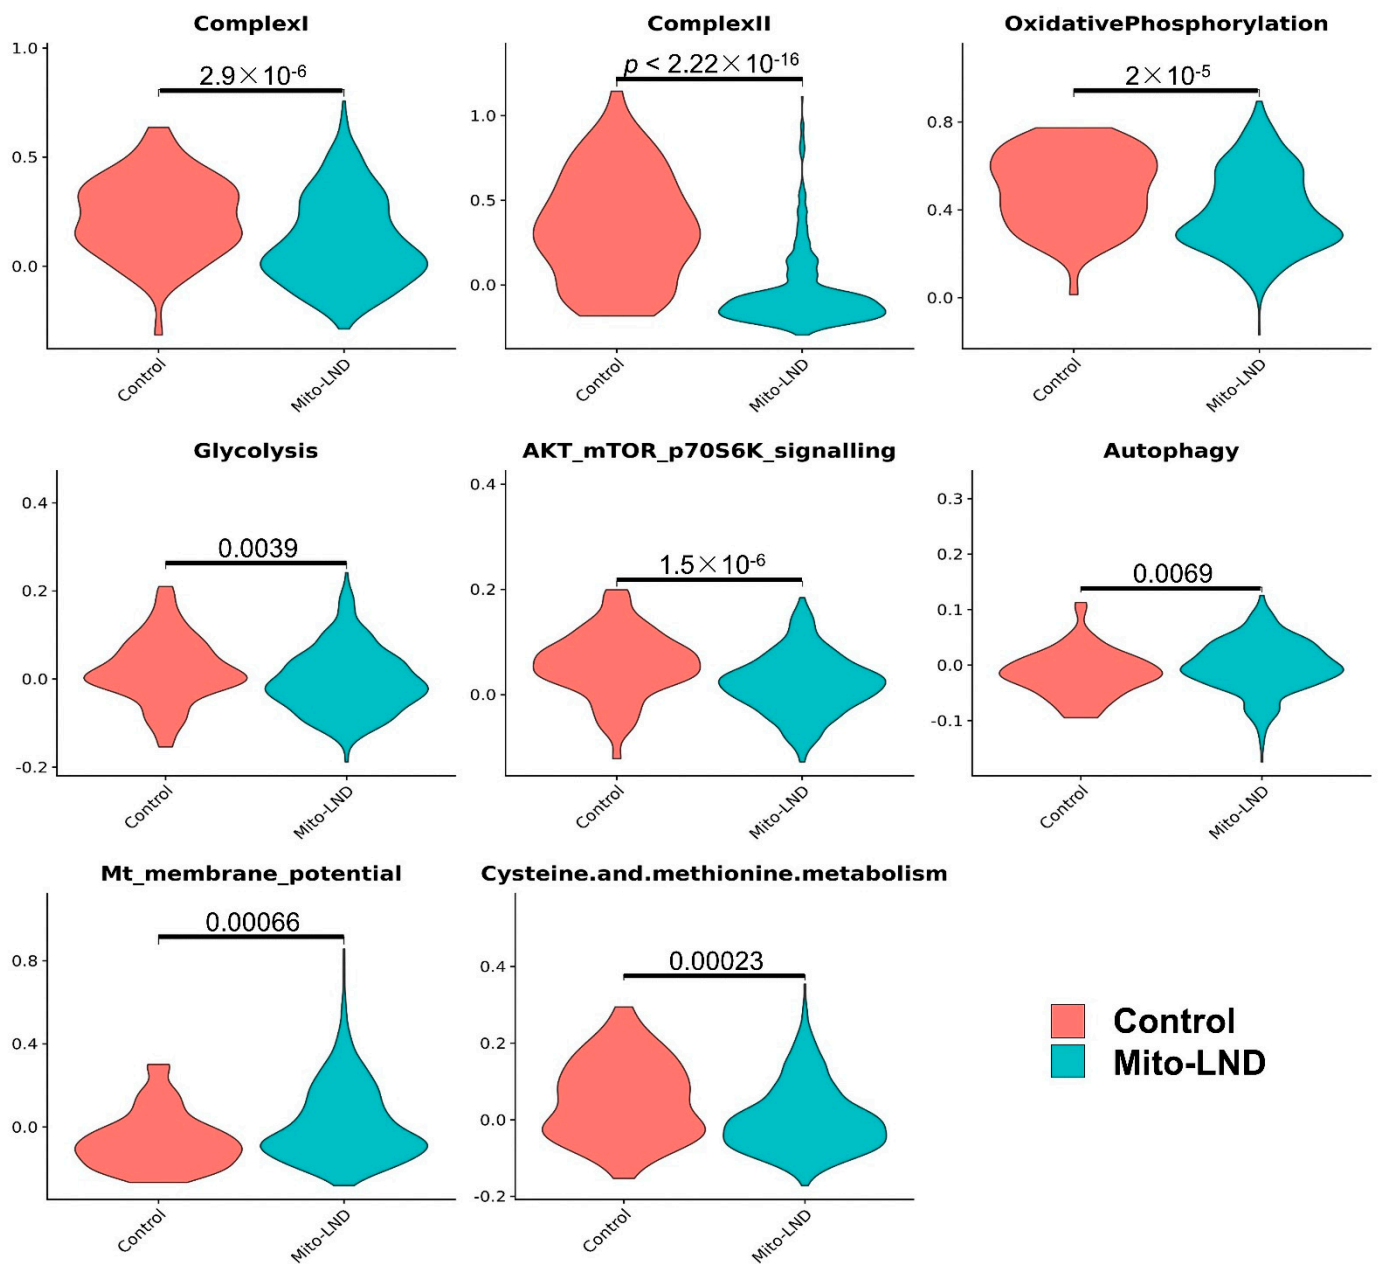 ComplexI
1.0
0.5
0.0
2.9×10⁻⁶
Control
Mito-LND
ComplexII
1.0
0.5
0.0
p < 2.22×10⁻¹⁶
Control
Mito-LND
OxidativePhosphorylation
0.8
0.4
0.0
2×10⁻⁵
Control
Mito-LND
Glycolysis
0.4
0.2
0.0
-0.2
0.0039
Control
Mito-LND
AKT_mTOR_p70S6K_signalling
0.4
0.2
0.0
1.5×10⁻⁶
Control
Mito-LND
Autophagy
0.3
0.2
0.1
0.0
-0.1
0.0069
Control
Mito-LND
Mt_membrane_potential
0.8
0.4
0.0
0.00066
Control
Mito-LND
Cysteine.and.methionine.metabolism
0.4
0.2
0.0
-0.2
0.00023
Control
Mito-LND
Control
Mito-LND